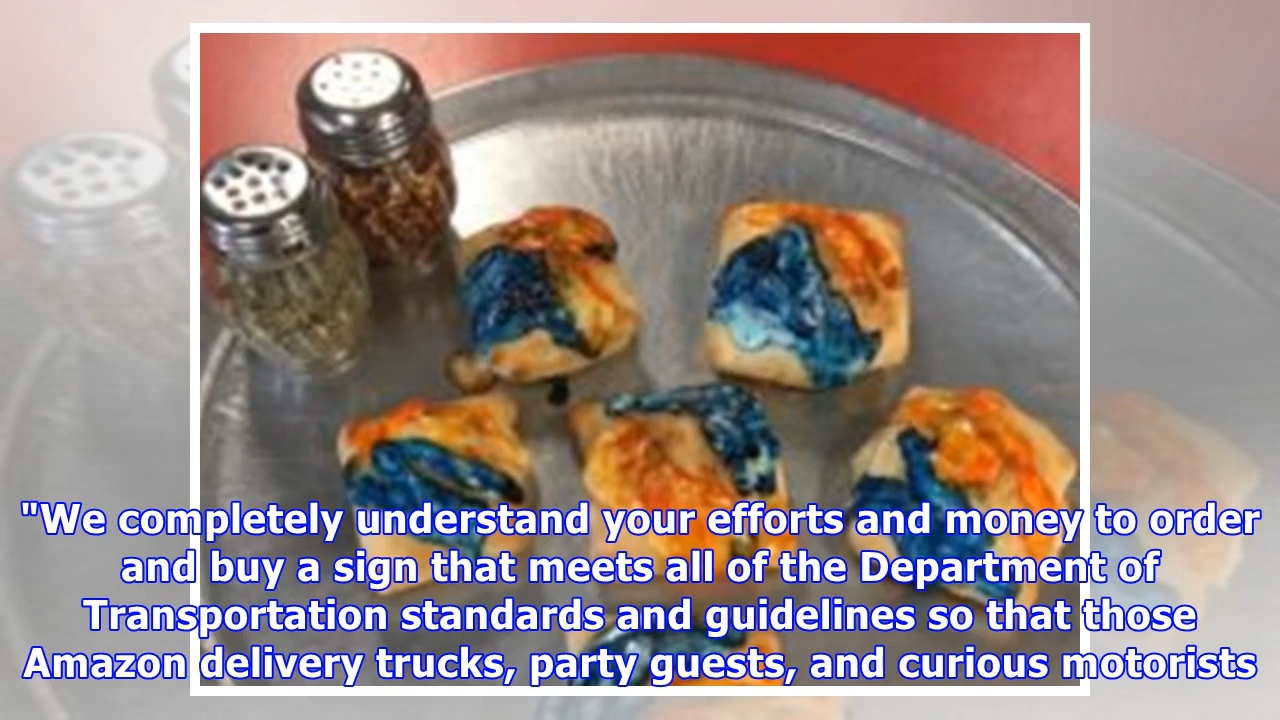 "We completely understand your efforts and money to order
and buy a sign that meets all of the Department of
Transportation standards and guidelines so that those
Amazon delivery trucks, party guests, and curious motorists